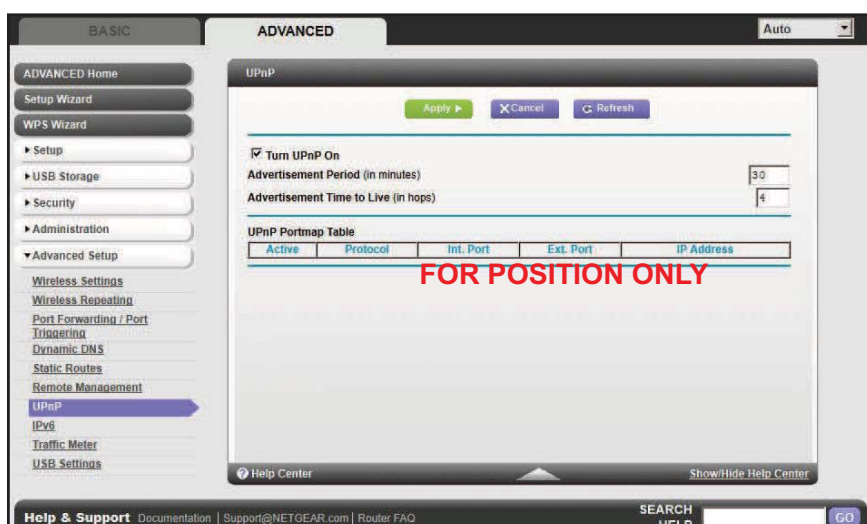 BASIC
ADVANCED
Auto
ADVANCED Home
Setup Wizard
WPS Wizard
Setup
USB Storage
Security
Administration
Advanced Setup
Wireless Settings
Wireless Repeating
Port Forwarding / Port
Triggering
Dynamic DNS
Static Routes
Remote Management
UPnP
IPv6
Traffic Meter
USB Settings
UPnP
Apply Cancel Refresh
Turn UPnP On
Advertisement Period (in minutes) 30
Advertisement Time to Live (in hops) 4
UPnP Portmap Table
Active Protocol Int. Port Ext. Port IP Address
FOR POSITION ONLY
Help Center Show/Hide Help Center
Help & Support Documentation | Support@NETGEAR.com | Router FAQ
SEARCH
HELP
GO